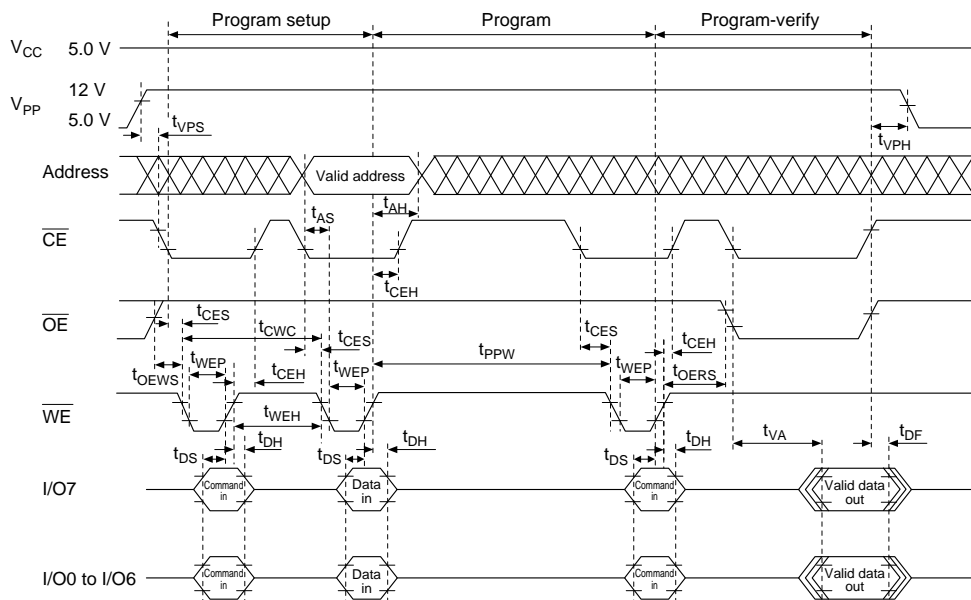 Program setup Program Program-verify
VCC 5.0 V
12 V
VPP
5.0 V
tVPS
tVPH
Address Valid address
tAS tAH
CE
tCEH
OE
tCES tCWC tCES tCES tCEH
tWEP tWEP tPPW tWEP
tOEWS tCEH tOERS
WE
tWEH
tDH tDH tDH tVA tDF
tDS tDS tDS
I/O7 Command in Data in Command in Valid data out
I/O0 to I/O6 Command in Data in Command in Valid data out